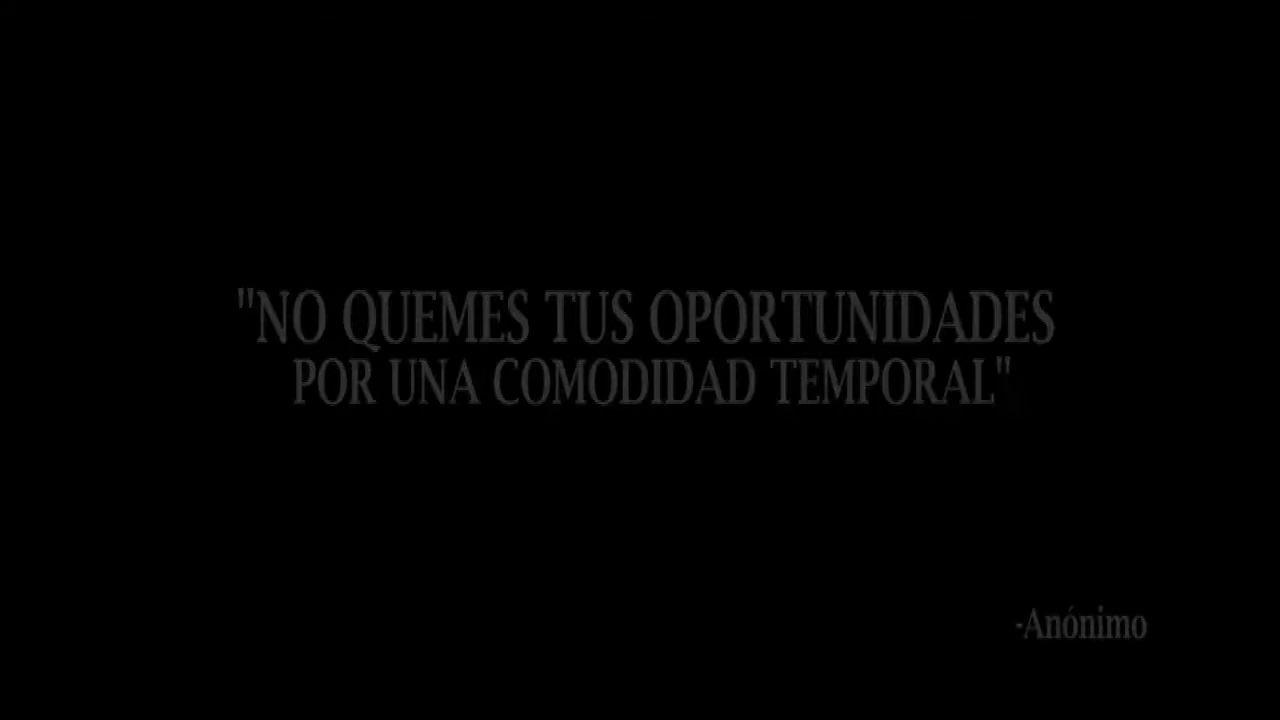 "NO QUEMES TUS OPORTUNIDADES
POR UNA COMODIDAD TEMPORAL"
-Anónimo